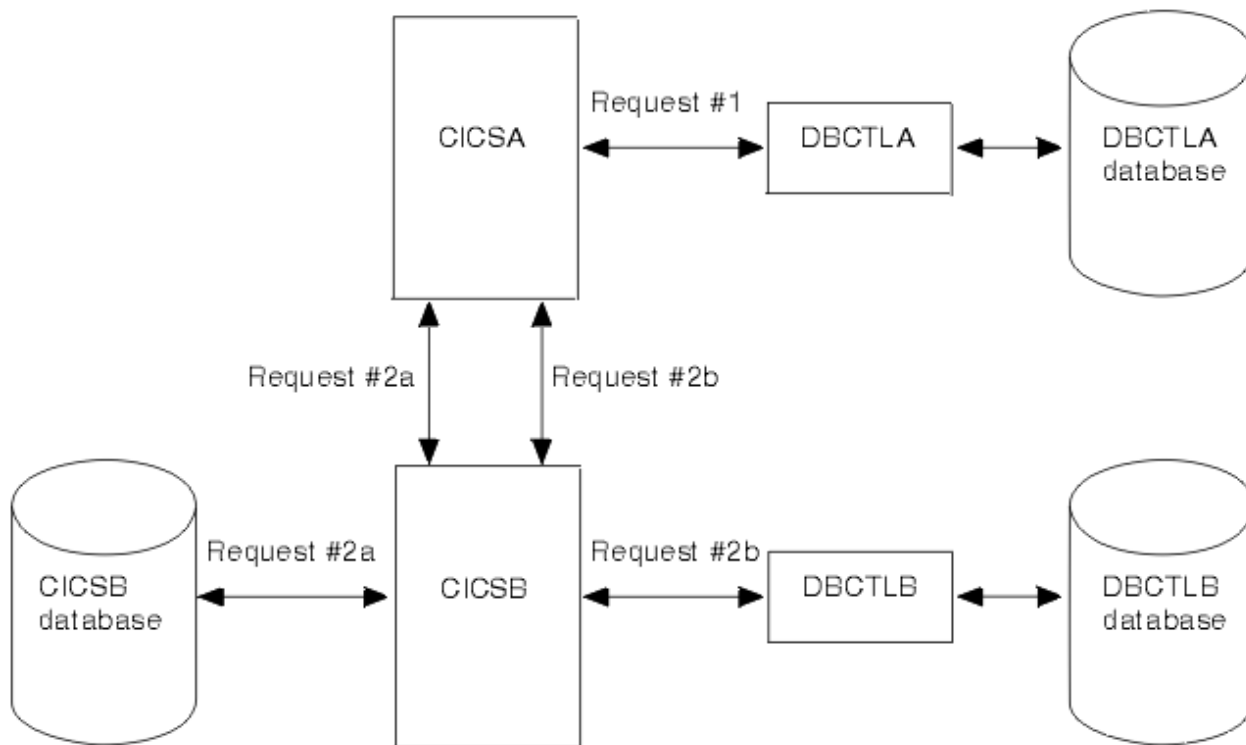 Request #1
CICSA
DBCTLA
DBCTLA
database
Request #2a
Request #2b
Request #2a
Request #2b
CICSB
database
CICSB
DBCTLB
DBCTLB
database